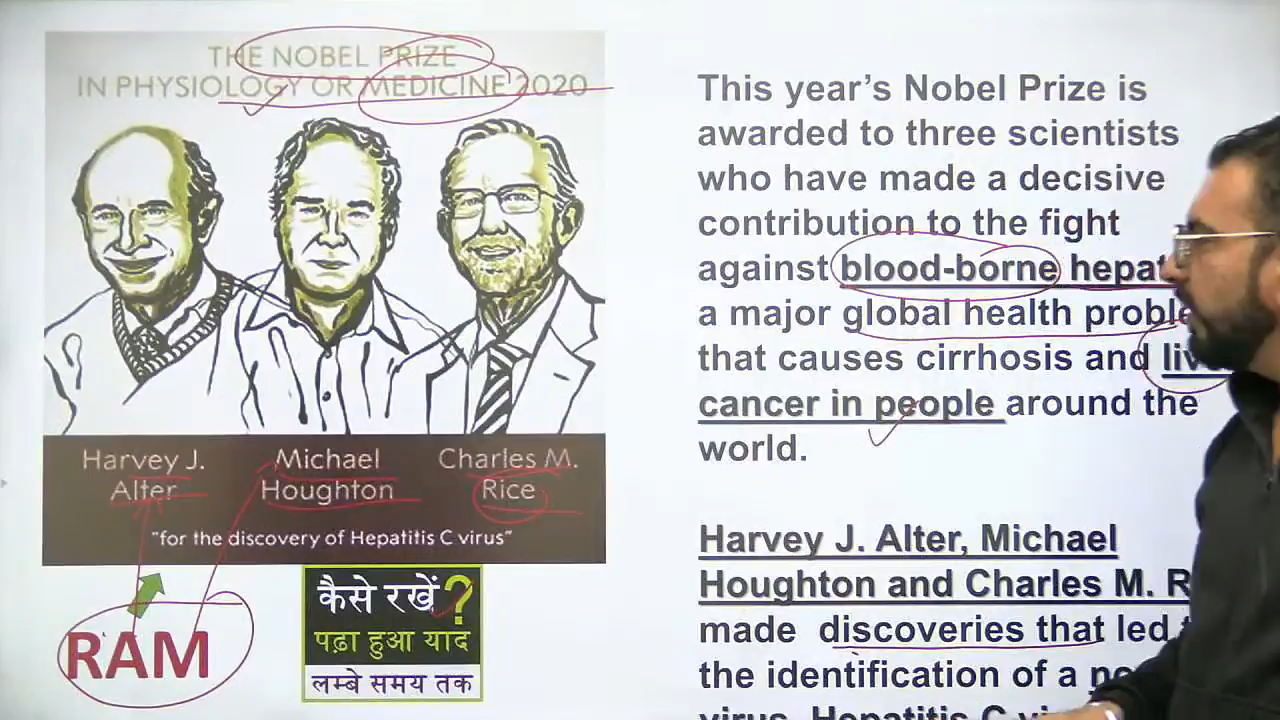 THE NOBEL PRIZE
IN PHYSIOLOGY OR MEDICINE 2020
Harvey J.
Alter
Michael
Houghton
Charles M.
Rice
"for the discovery of Hepatitis C virus"
RAM
कैसे रखें?
पढ़ा हुआ याद
लम्बे समय तक
This year's Nobel Prize is
awarded to three scientists
who have made a decisive
contribution to the fight
against blood-borne
a major global health
that causes cirrhosis and
cancer in people around the
world.
Harvey J. Alter, Michael
Houghton and Charles M.
made discoveries that led
the identification of a
virus, Hepatitis C